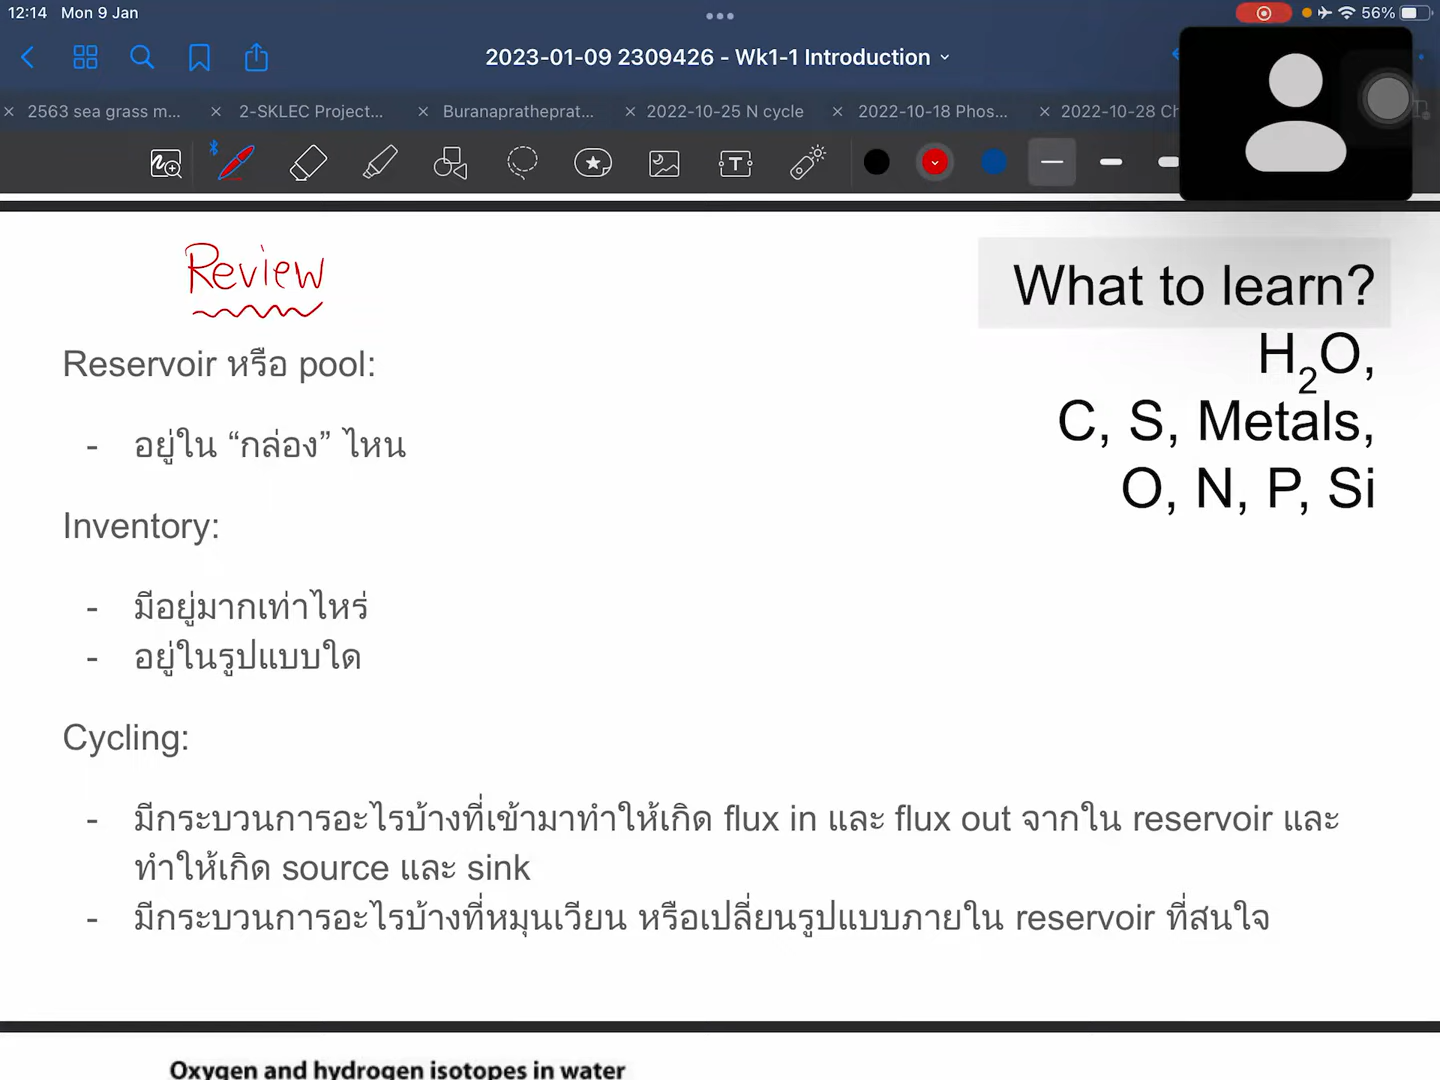 12:14 Mon 9 Jan
56%
2023-01-09 2309426 - Wk1-1 Introduction
2563 sea grass m...
2-SKLEC Project...
Buranapratheprat...
2022-10-25 N cycle
2022-10-18 Phos...
2022-10-28 Ch
Review
What to learn?
H2O,
C, S, Metals,
O, N, P, Si
Reservoir หรือ pool:
- อยู่ใน “กล่อง” ไหน
Inventory:
- มีอยู่มากเท่าไหร่
- อยู่ในรูปแบบใด
Cycling:
- มีกระบวนการอะไรบ้างที่เข้ามาทำให้เกิด flux in และ flux out จากใน reservoir และ
ทำให้เกิด source และ sink
- มีกระบวนการอะไรบ้างที่หมุนเวียน หรือเปลี่ยนรูปแบบภายใน reservoir ที่สนใจ
Oxygen and hydrogen isotopes in water